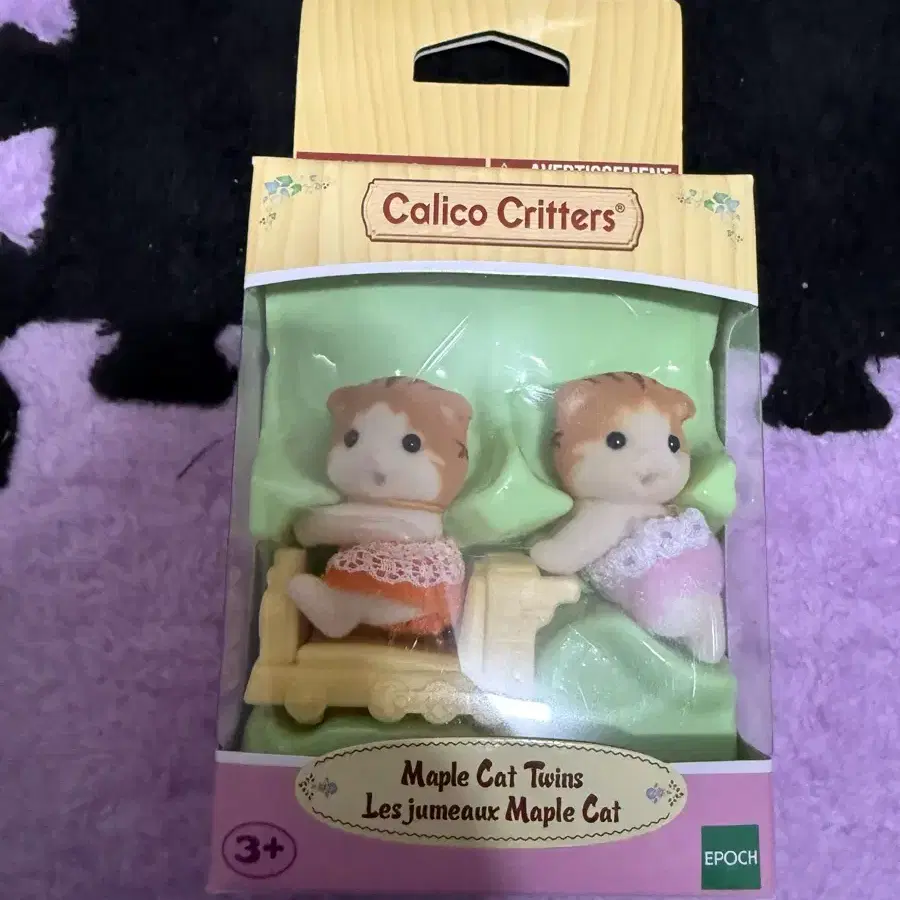 AVERTISSEMENT
Calico Critters®
Maple Cat Twins
Les jumeaux Maple Cat
3+
EPOCH